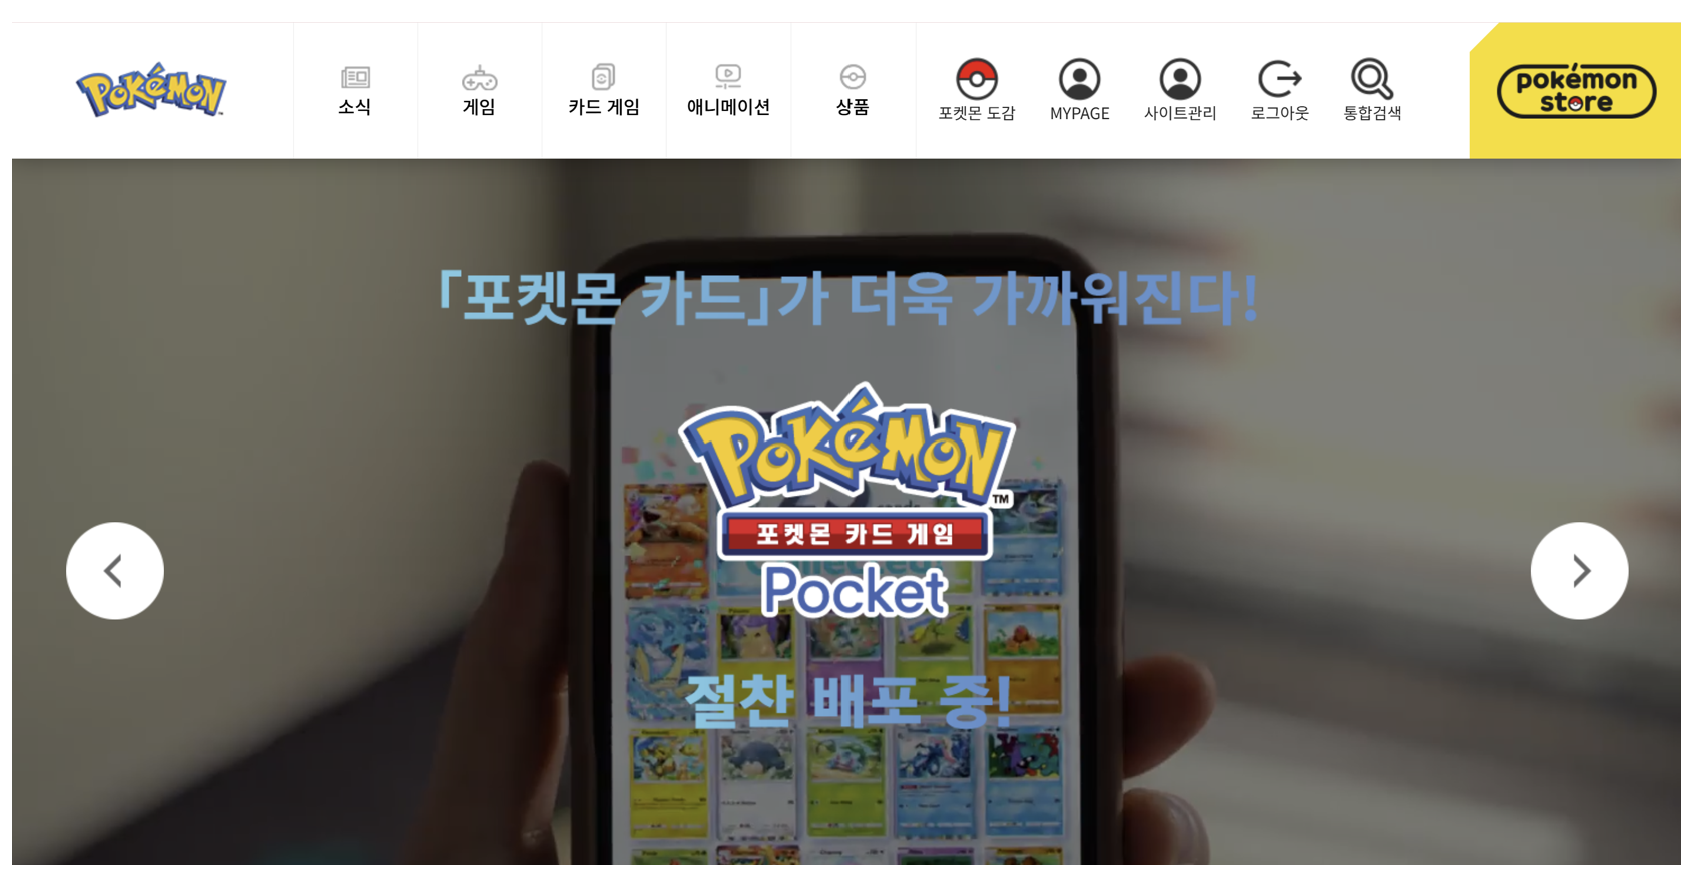 POKÉMON
소식
게임
카드 게임
애니메이션
상품
포켓몬 도감
MYPAGE
사이트관리
로그아웃
통합검색
pokémon
store
「포켓몬 카드」가 더욱 가까워진다!
POKÉMON
TM
포켓몬 카드 게임
Pocket
절찬 배포 중!